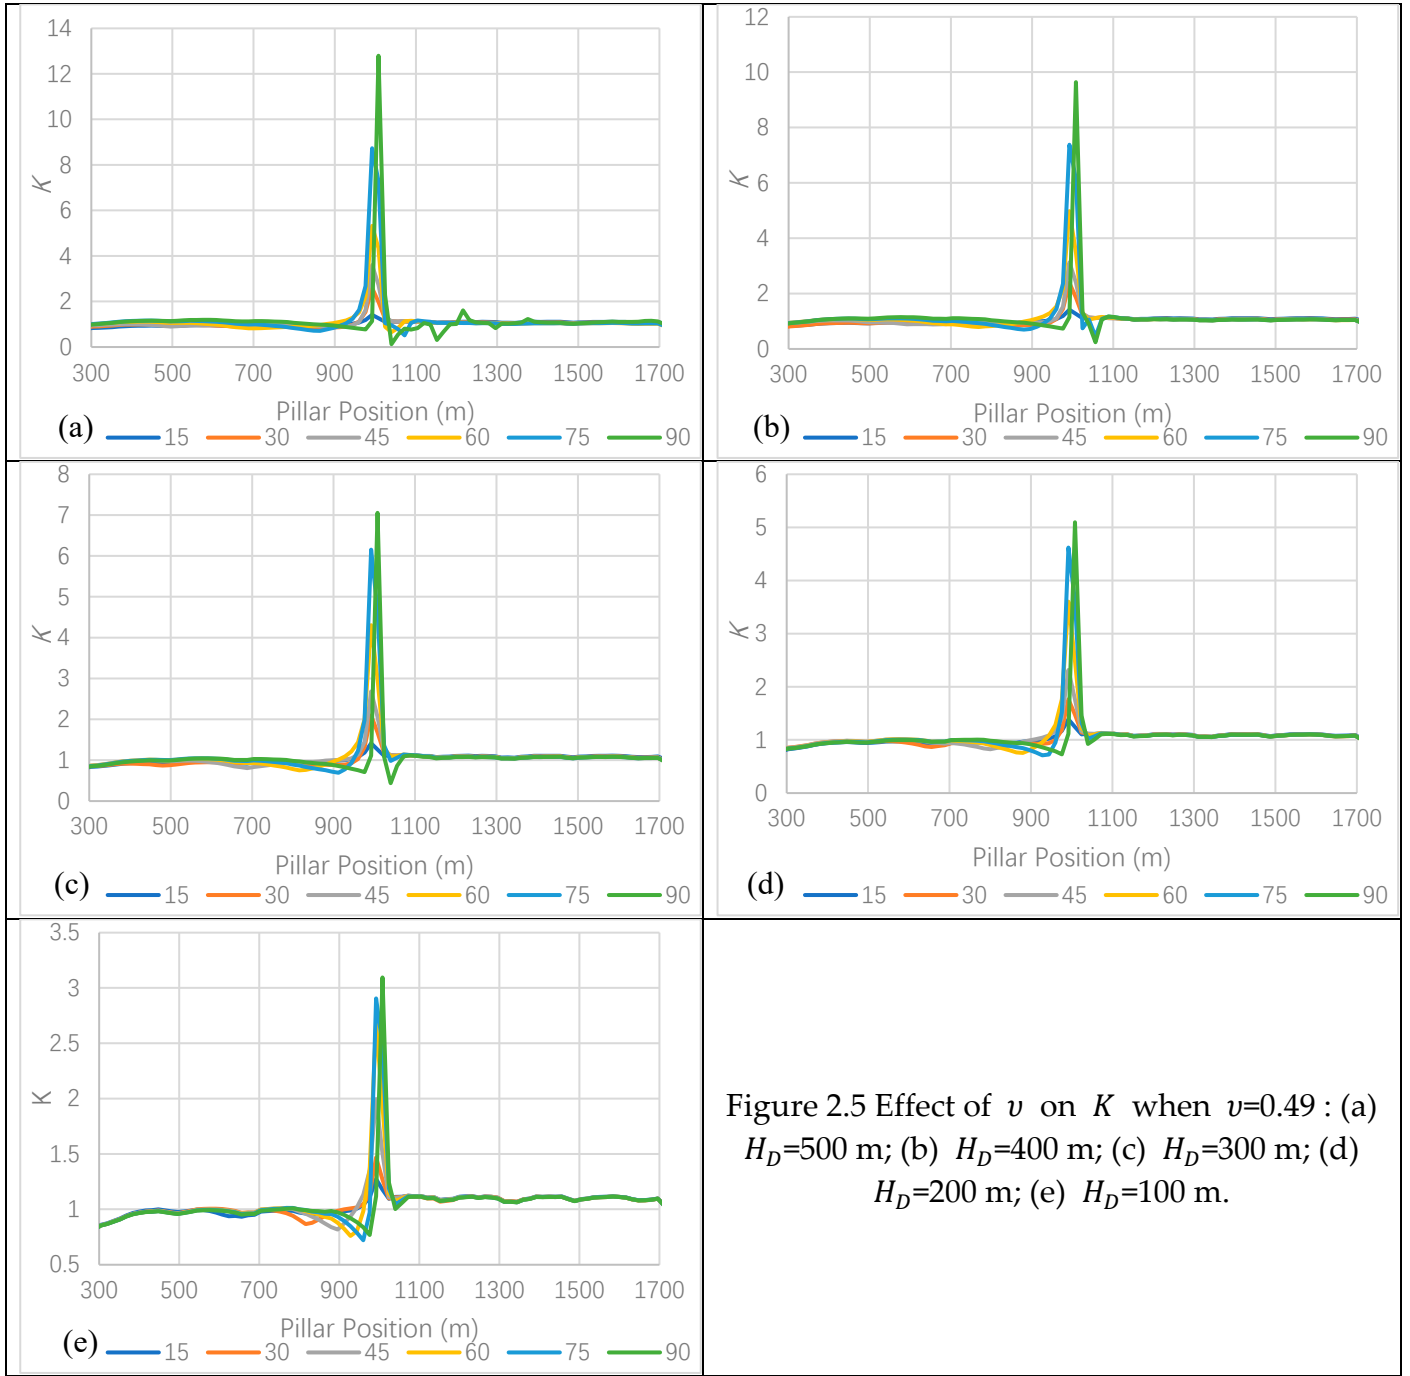 14
12
10
8
6
4
2
0
K
300 500 700 900 1100 1300 1500 1700
Pillar Position (m)
(a) 15 30 45 60 75 90
12
10
8
6
4
2
0
K
300 500 700 900 1100 1300 1500 1700
Pillar Position (m)
(b) 15 30 45 60 75 90
8
7
6
5
4
3
2
1
0
K
300 500 700 900 1100 1300 1500 1700
Pillar Position (m)
(c) 15 30 45 60 75 90
6
5
4
3
2
1
0
K
300 500 700 900 1100 1300 1500 1700
Pillar Position (m)
(d) 15 30 45 60 75 90
3.5
3
2.5
2
1.5
1
0.5
K
300 500 700 900 1100 1300 1500 1700
Pillar Position (m)
(e) 15 30 45 60 75 90
Figure 2.5 Effect of υ on K when υ=0.49 : (a)
H_D=500 m; (b) H_D=400 m; (c) H_D=300 m; (d)
H_D=200 m; (e) H_D=100 m.